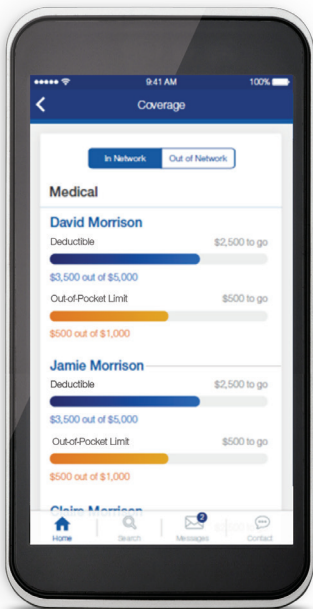 9:41 AM 100%
Coverage
In Network Out of Network
Medical
David Morrison
Deductible $2,500 to go
$3,500 out of $5,000
Out-of-Pocket Limit $500 to go
$500 out of $1,000
Jamie Morrison
Deductible $2,500 to go
$3,500 out of $5,000
Out-of-Pocket Limit $500 to go
$500 out of $1,000
Claire Morrison
2
Home Search Messages Contact